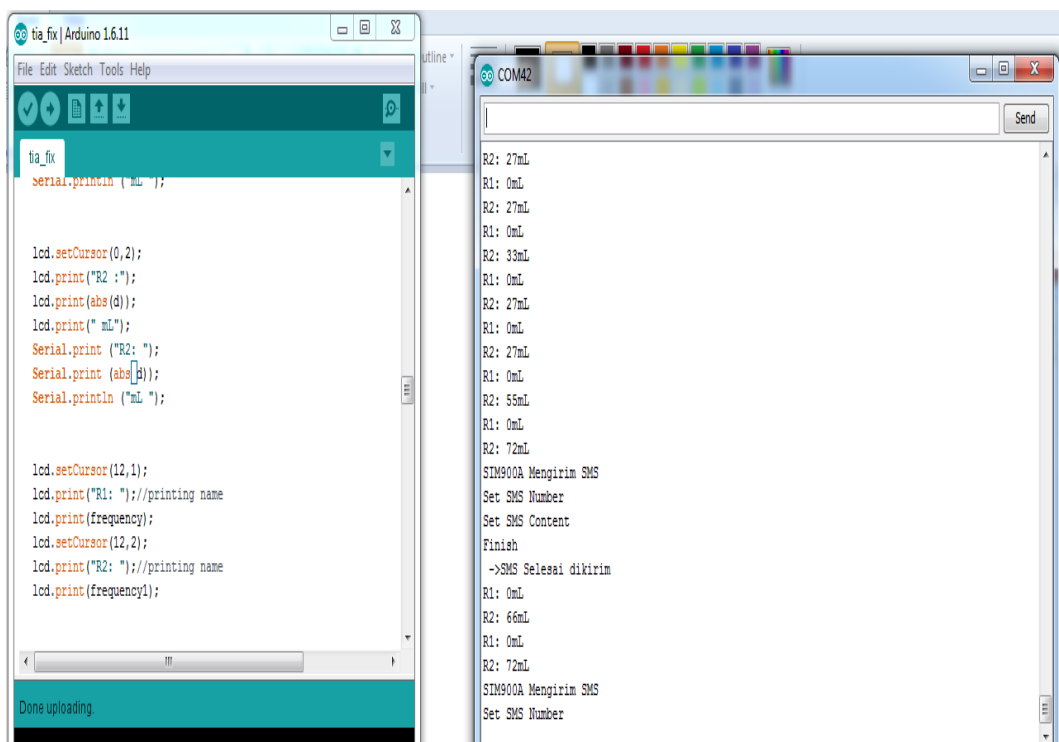 tia_fix | Arduino 1.6.11
File Edit Sketch Tools Help
tia_fix
Serial.println ("mL ");
lcd.setCursor(0,2);
lcd.print("R2 :");
lcd.print(abs(d));
lcd.print(" mL");
Serial.print ("R2: ");
Serial.print (abs(d));
Serial.println ("mL ");
lcd.setCursor(12,1);
lcd.print("R1: ");//printing name
lcd.print(frequency);
lcd.setCursor(12,2);
lcd.print("R2: ");//printing name
lcd.print(frequency1);
Done uploading.
utline
COM42
Send
R2: 27mL
R1: 0mL
R2: 27mL
R1: 0mL
R2: 33mL
R1: 0mL
R2: 27mL
R1: 0mL
R2: 27mL
R1: 0mL
R2: 55mL
R1: 0mL
R2: 72mL
SIM900A Mengirim SMS
Set SMS Number
Set SMS Content
Finish
->SMS Selesai dikirim
R1: 0mL
R2: 66mL
R1: 0mL
R2: 72mL
SIM900A Mengirim SMS
Set SMS Number